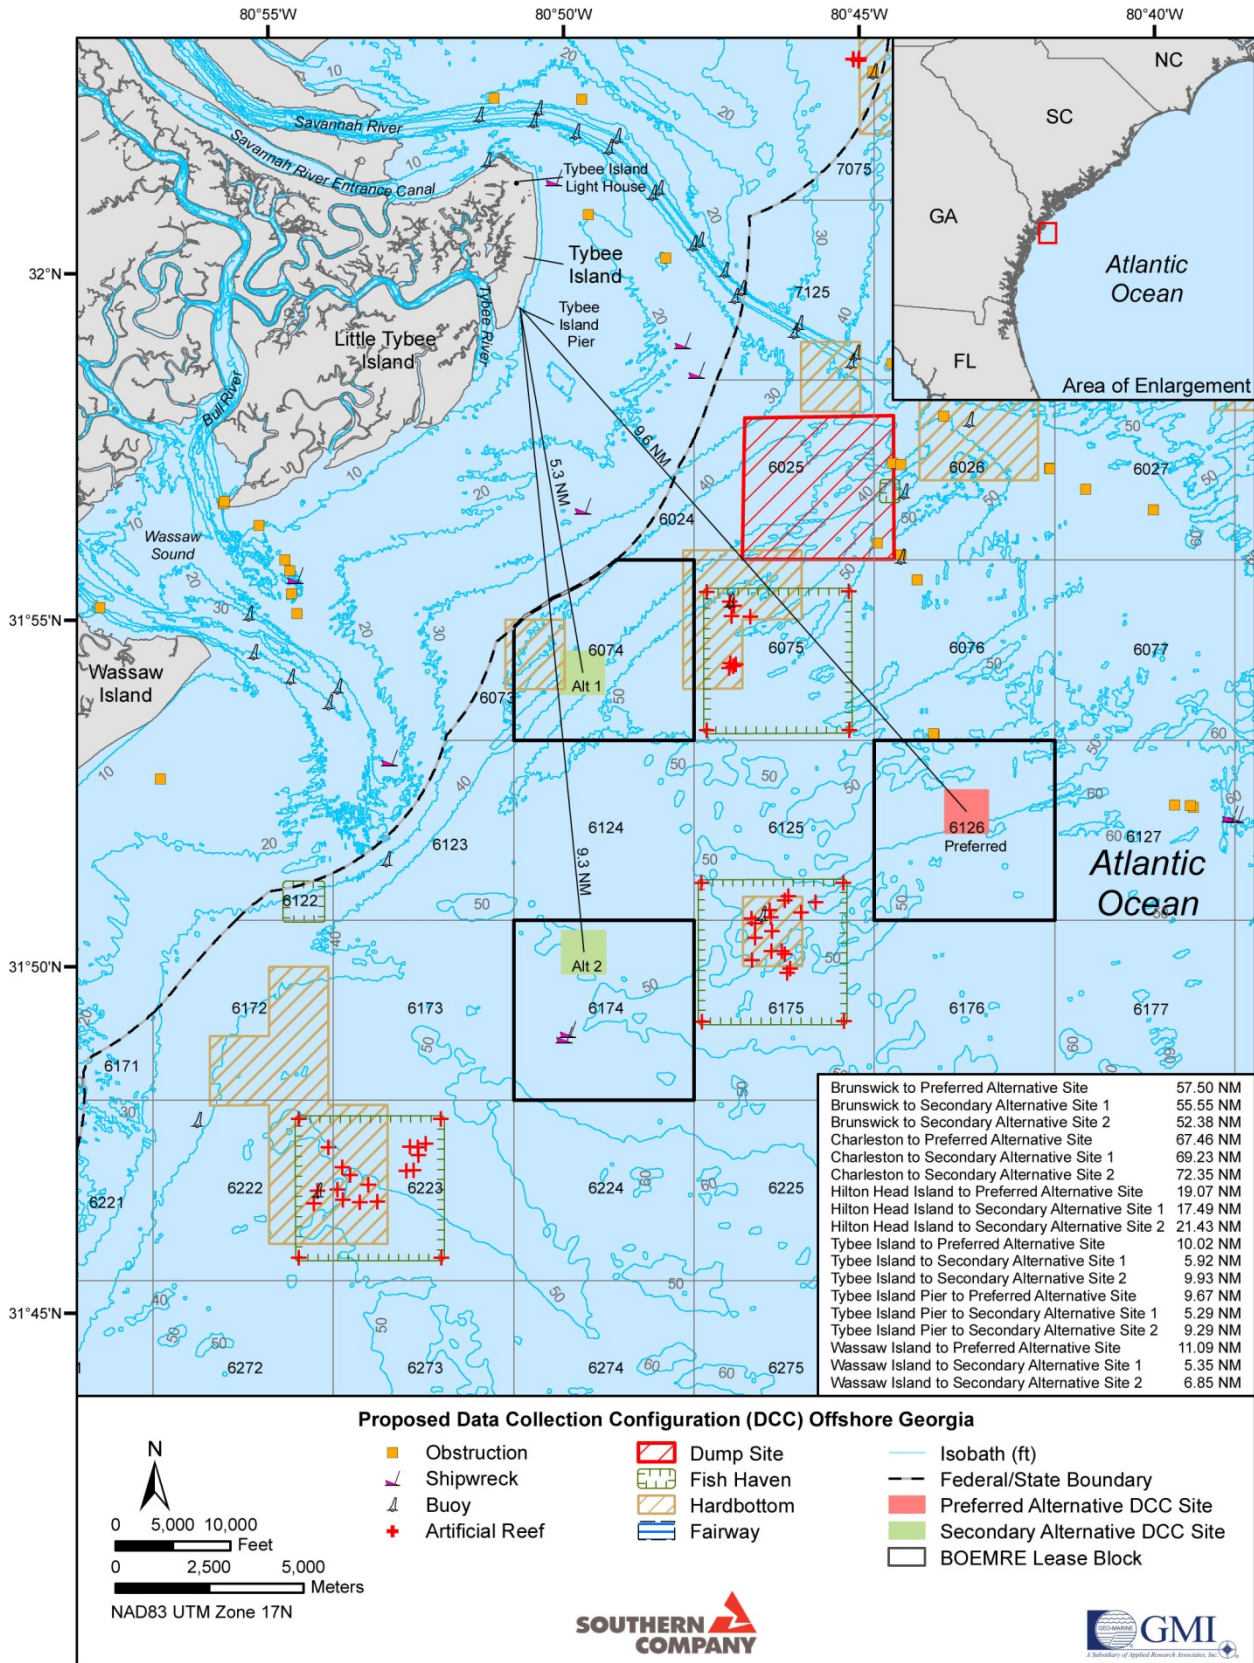 80°55'W
80°50'W
80°45'W
80°40'W
32°N
31°55'N
31°50'N
31°45'N
NC
SC
GA
FL
Atlantic
Ocean
Area of Enlargement
Savannah River
Savannah River Entrance Canal
Tybee Island
Light House
Tybee
Island
Tybee
Island
Pier
Tybee River
Little Tybee
Island
Bull River
Wassaw
Sound
Wassaw
Island
9.6 NM
5.3 NM
9.3 NM
7075
7125
6025
6026
6027
6024
6074
Alt 1
6075
6076
6077
6073
6124
6125
6126
Preferred
6127
6123
Atlantic
Ocean
6122
Alt 2
6172
6173
6174
6175
6176
6177
6171
6221
6222
6223
6224
6225
6272
6273
6274
6275
Brunswick to Preferred Alternative Site 57.50 NM
Brunswick to Secondary Alternative Site 1 55.55 NM
Brunswick to Secondary Alternative Site 2 52.38 NM
Charleston to Preferred Alternative Site 67.46 NM
Charleston to Secondary Alternative Site 1 69.23 NM
Charleston to Secondary Alternative Site 2 72.35 NM
Hilton Head Island to Preferred Alternative Site 19.07 NM
Hilton Head Island to Secondary Alternative Site 1 17.49 NM
Hilton Head Island to Secondary Alternative Site 2 21.43 NM
Tybee Island to Preferred Alternative Site 10.02 NM
Tybee Island to Secondary Alternative Site 1 5.92 NM
Tybee Island to Secondary Alternative Site 2 9.93 NM
Tybee Island Pier to Preferred Alternative Site 9.67 NM
Tybee Island Pier to Secondary Alternative Site 1 5.29 NM
Tybee Island Pier to Secondary Alternative Site 2 9.29 NM
Wassaw Island to Preferred Alternative Site 11.09 NM
Wassaw Island to Secondary Alternative Site 1 5.35 NM
Wassaw Island to Secondary Alternative Site 2 6.85 NM
Proposed Data Collection Configuration (DCC) Offshore Georgia
N
0 5,000 10,000
Feet
0 2,500 5,000
Meters
NAD83 UTM Zone 17N
Obstruction
Shipwreck
Buoy
Artificial Reef
Dump Site
Fish Haven
Hardbottom
Fairway
Isobath (ft)
Federal/State Boundary
Preferred Alternative DCC Site
Secondary Alternative DCC Site
BOEMRE Lease Block
SOUTHERN
COMPANY
GEO-MARINE
GMI
A Subsidiary of Applied Research Associates, Inc.